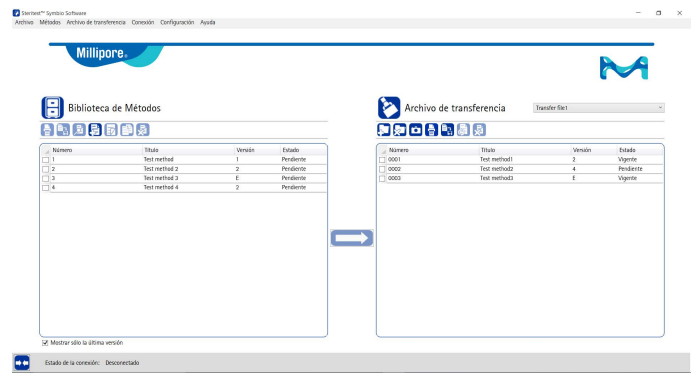 Steritest™ Symbio Software
Archivo Métodos Archivo de transferencia Conexión Configuración Ayuda
Millipore®
Biblioteca de Métodos
Número Título Versión Estado
1 Test method 1 Pendiente
2 Test method 2 2 Pendiente
3 Test method 3 E Pendiente
4 Test method 4 2 Pendiente
Mostrar sólo la última versión
Archivo de transferencia
Transfer file1
Número Título Versión Estado
0001 Test method1 2 Vigente
0002 Test method2 4 Pendiente
0003 Test method3 E Vigente
Estado de la conexión: Desconectado